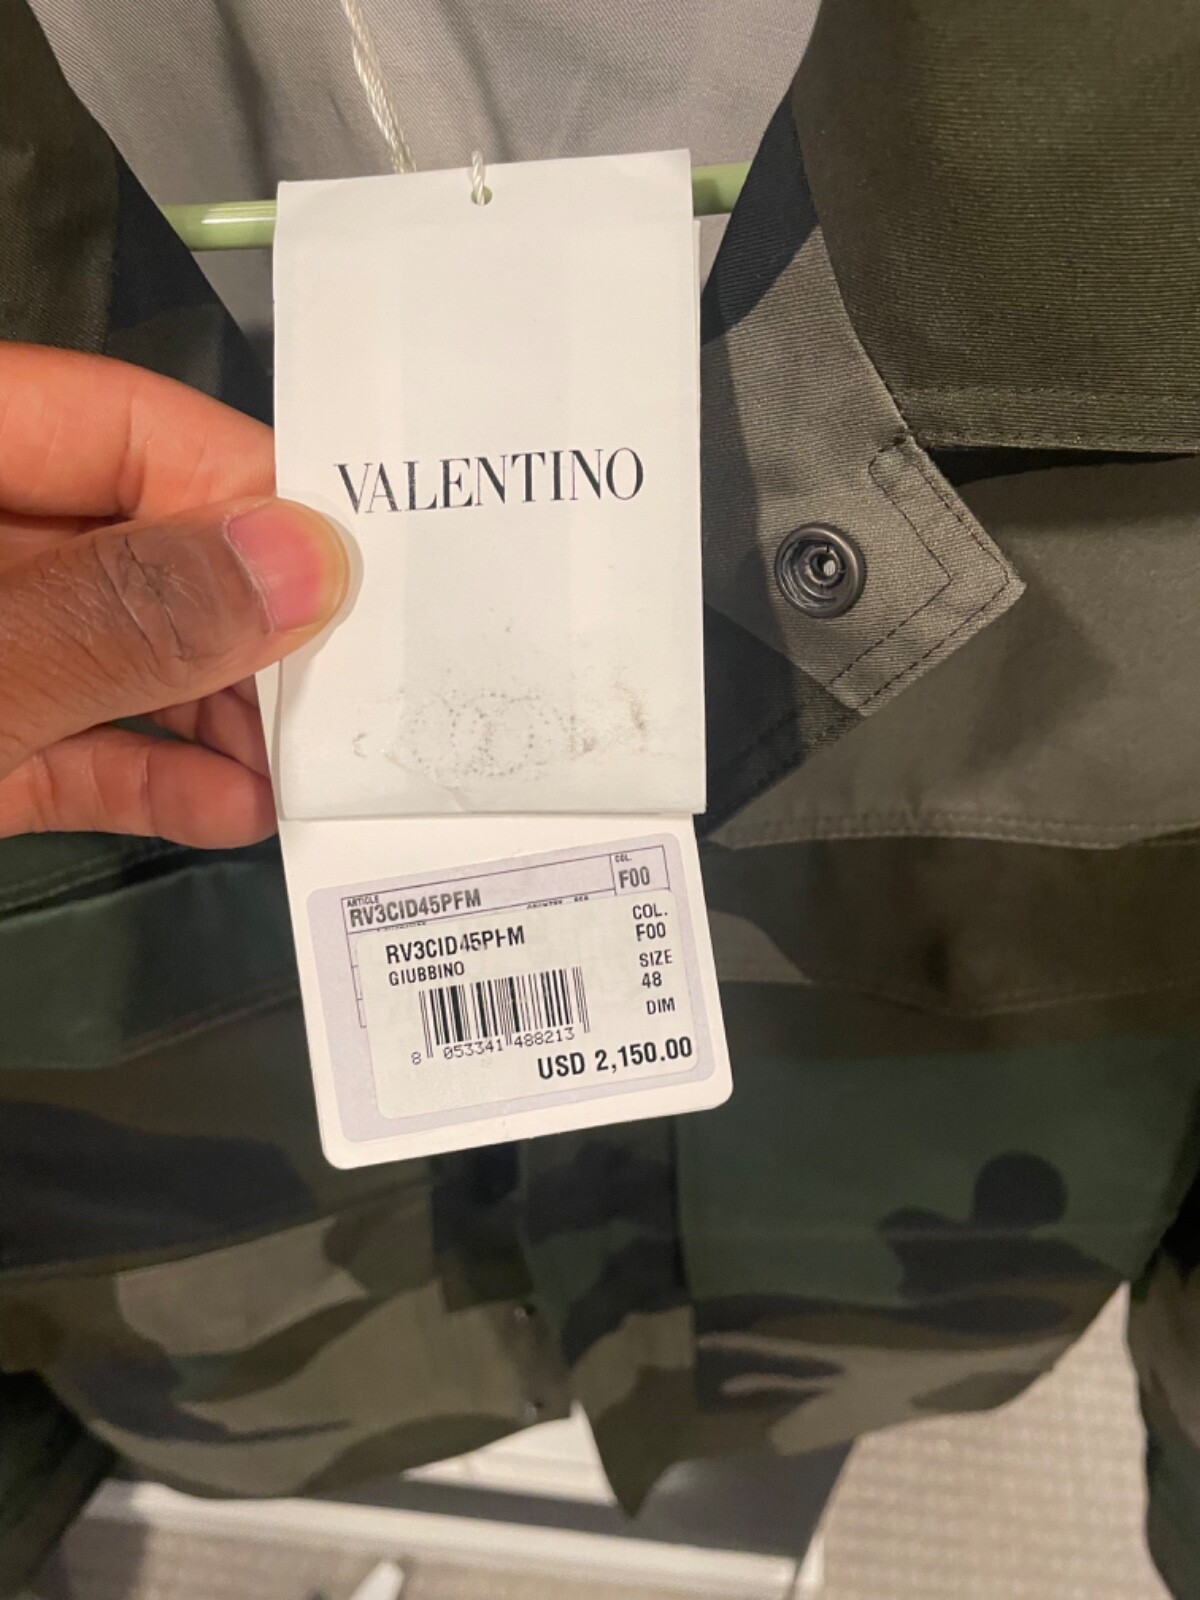 VALENTINO
ARTICLE
RV3CID45PFM
COL.
F00
RV3CID45PFM
GIUBBINO
COL.
F00
SIZE
48
DIM
8 053341 488213
USD 2,150.00